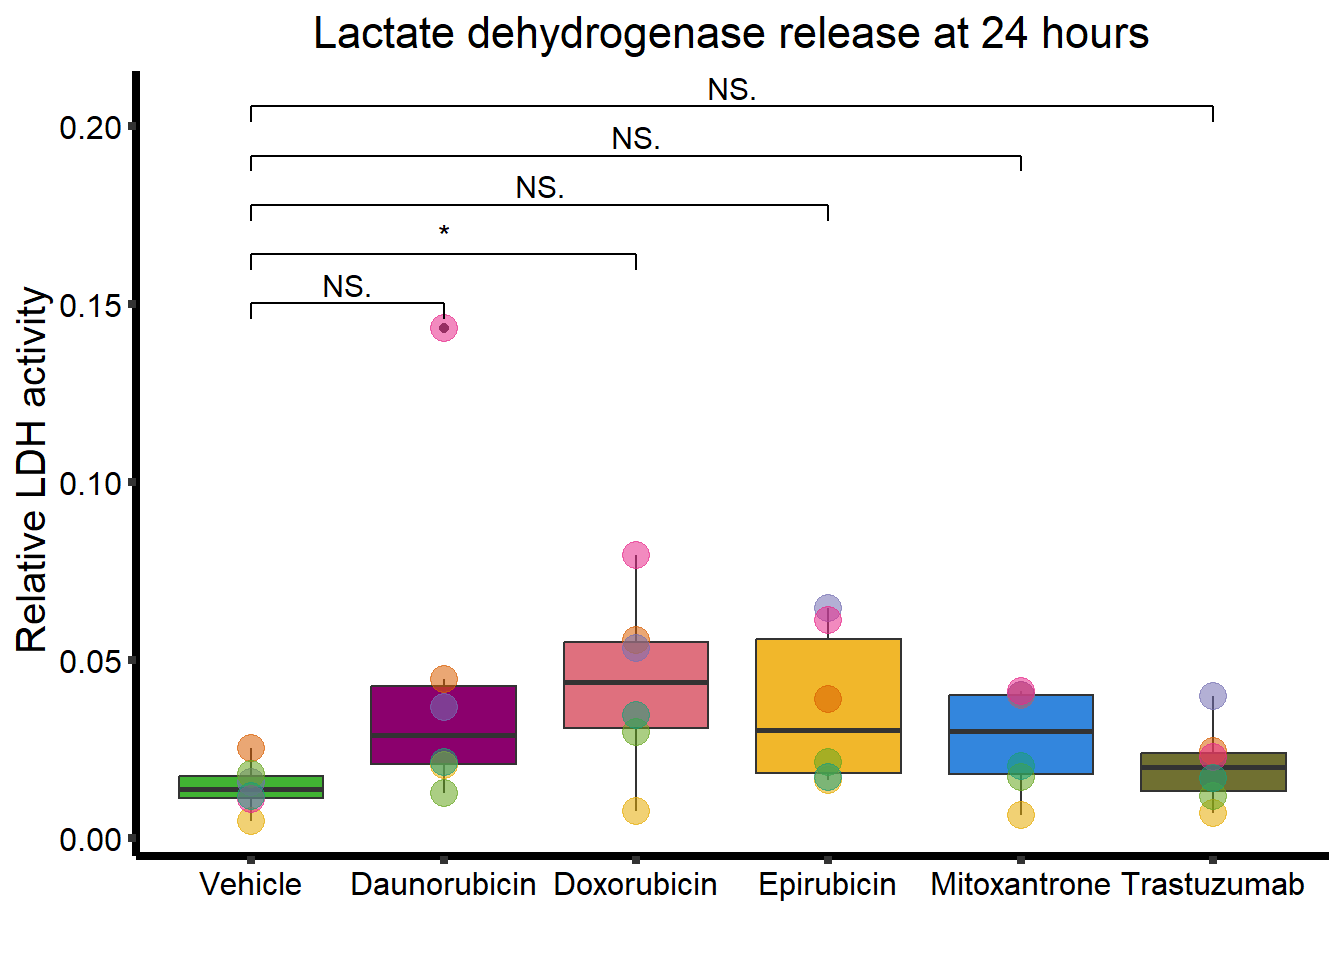 Lactate dehydrogenase release at 24 hours
NS.
NS.
NS.
*
NS.
Relative LDH activity
0.20
0.15
0.10
0.05
0.00
Vehicle Daunorubicin Doxorubicin Epirubicin Mitoxantrone Trastuzumab